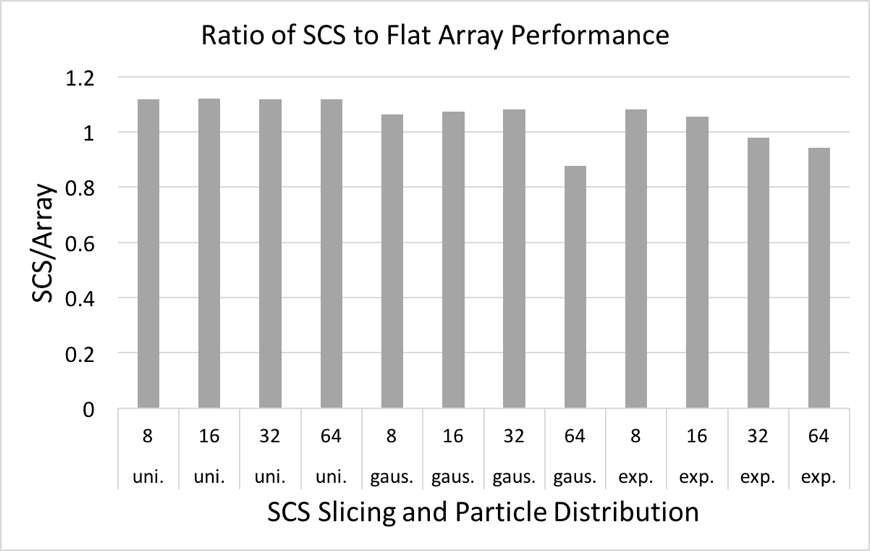 Ratio of SCS to Flat Array Performance
SCS/Array
1.2
1
0.8
0.6
0.4
0.2
0
8 16 32 64 8 16 32 64 8 16 32 64
uni. uni. uni. uni. gaus. gaus. gaus. gaus. exp. exp. exp. exp.
SCS Slicing and Particle Distribution